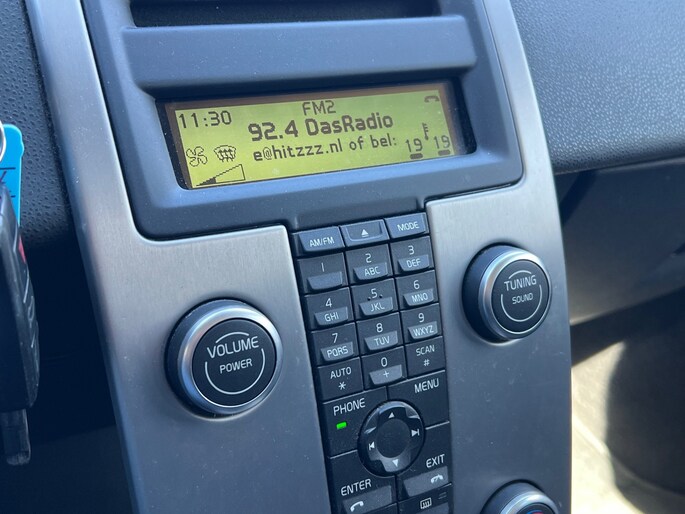 11:30
FM2
92.4 DasRadio
e@hitzzz.nl of bel:
19 19
AM/FM
MODE
1
2 ABC
3 DEF
4 GHI
5 JKL
6 MNO
7 PQRS
8 TUV
9 WXYZ
AUTO *
0 +
SCAN #
PHONE
MENU
ENTER
EXIT
VOLUME
POWER
TUNING
SOUND